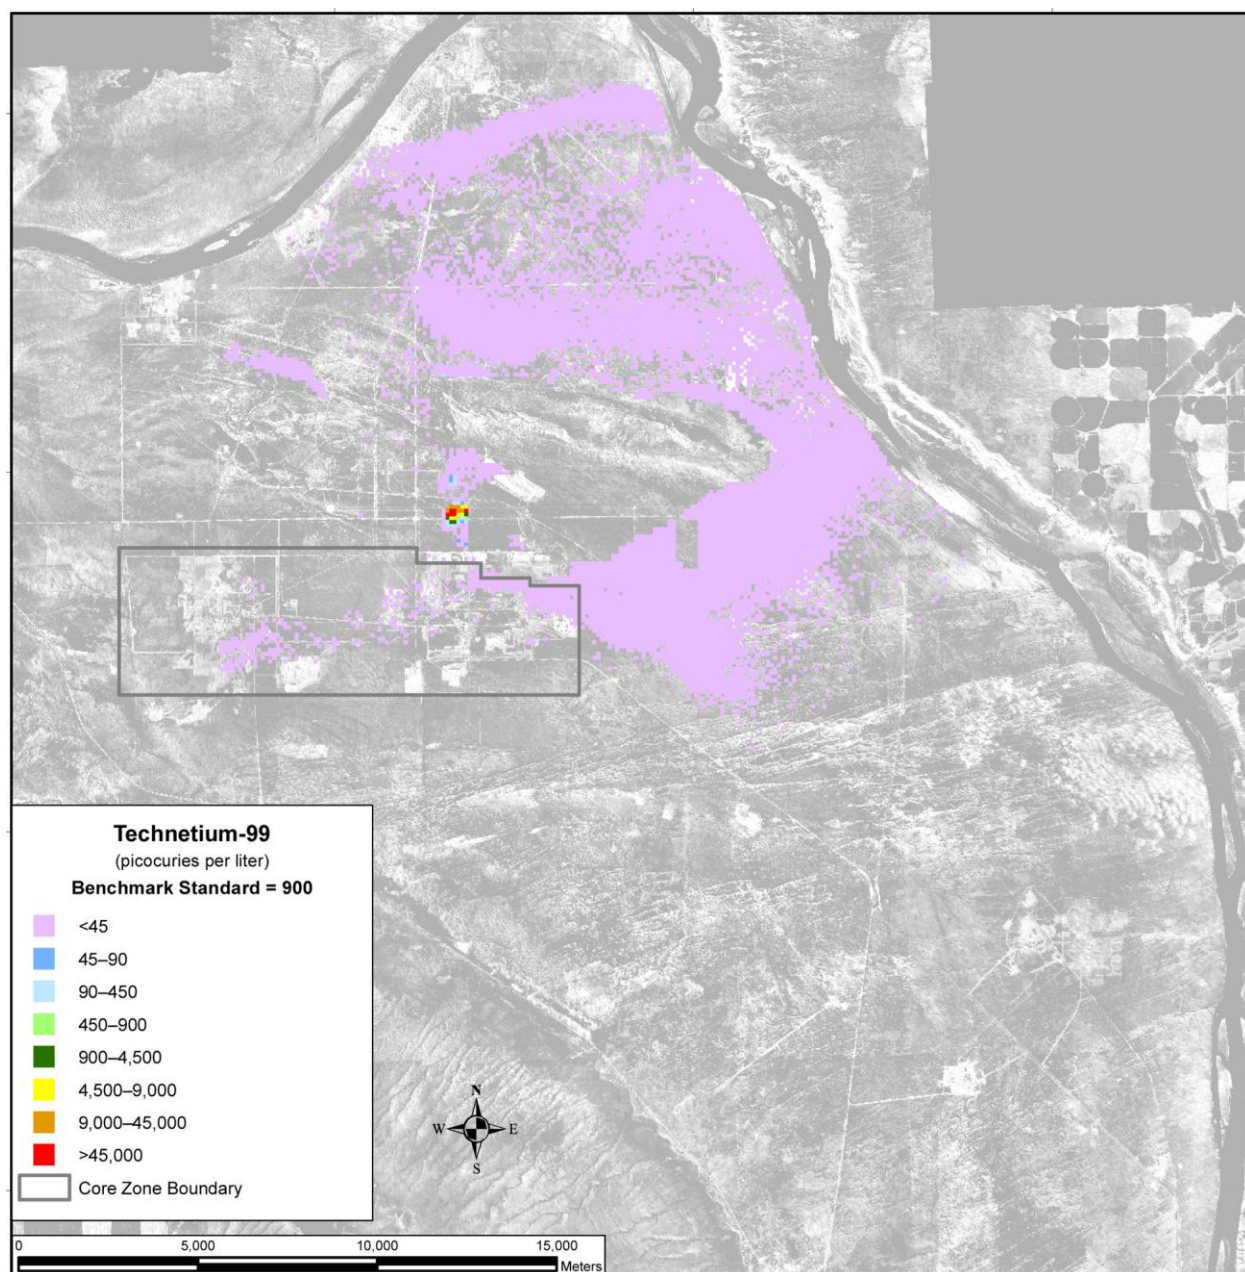 Technetium-99
(picocuries per liter)
Benchmark Standard = 900
<45
45–90
90–450
450–900
900–4,500
4,500–9,000
9,000–45,000
>45,000
Core Zone Boundary
N
W E
S
0 5,000 10,000 15,000
Meters